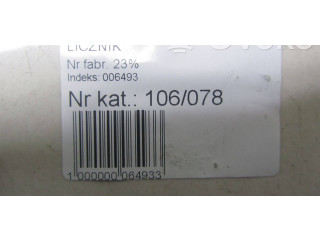 LICZNIK
Nr fabr. 23%
Indeks: 006493
Nr kat.: 106/078
1 000000 064933